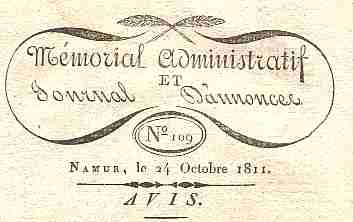 Mémorial Administratif
ET
Journal D'annonces
Nº 109
NAMUR, le 24 Octobre 1811.
AVIS.